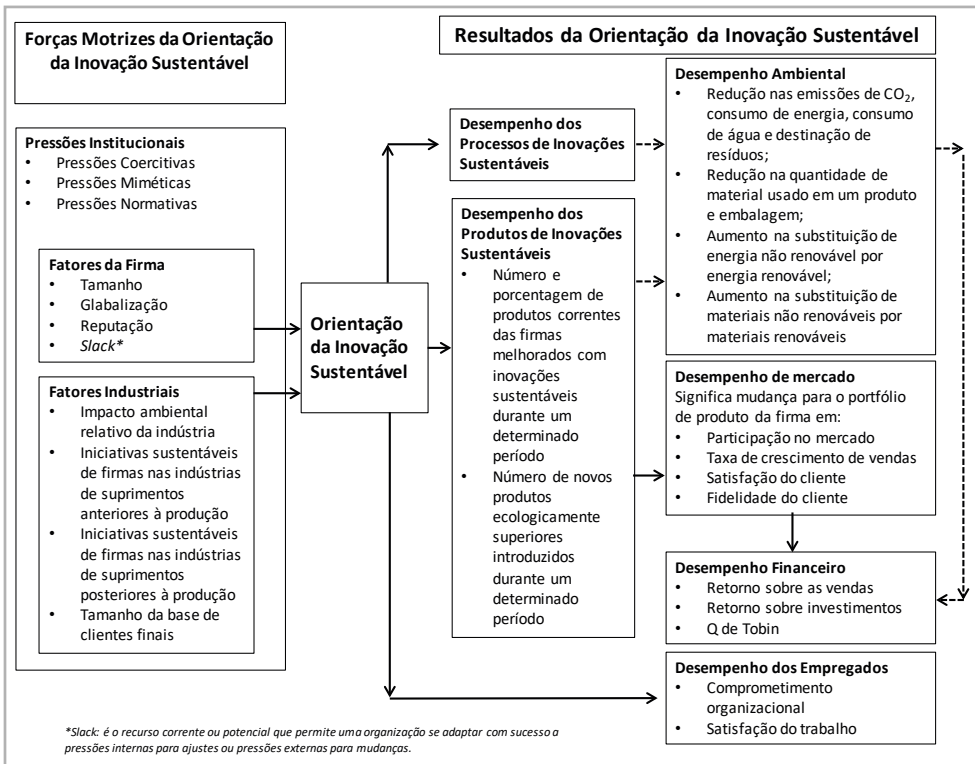 Forças Motrizes da Orientação
da Inovação Sustentável
Resultados da Orientação da Inovação Sustentável
Pressões Institucionais
• Pressões Coercitivas
• Pressões Miméticas
• Pressões Normativas
Fatores da Firma
• Tamanho
• Glabalização
• Reputação
• Slack*
Fatores Industriais
• Impacto ambiental
relativo da indústria
• Iniciativas sustentáveis
de firmas nas indústrias
de suprimentos
anteriores à produção
• Iniciativas sustentáveis
de firmas nas indústrias
de suprimentos
posteriores à produção
• Tamanho da base de
clientes finais
Orientação
da Inovação
Sustentável
Desempenho dos
Processos de Inovações
Sustentáveis
Desempenho dos
Produtos de Inovações
Sustentáveis
• Número e
porcentagem de
produtos correntes
das firmas
melhorados com
inovações
sustentáveis
durante um
determinado
período
• Número de novos
produtos
ecologicamente
superiores
introduzidos
durante um
determinado
período
Desempenho Ambiental
• Redução nas emissões de CO₂,
consumo de energia, consumo
de água e destinação de
resíduos;
• Redução na quantidade de
material usado em um produto
e embalagem;
• Aumento na substituição de
energia não renovável por
energia renovável;
• Aumento na substituição de
materiais não renováveis por
materiais renováveis
Desempenho de mercado
Significa mudança para o portfólio
de produto da firma em:
• Participação no mercado
• Taxa de crescimento de vendas
• Satisfação do cliente
• Fidelidade do cliente
Desempenho Financeiro
• Retorno sobre as vendas
• Retorno sobre investimentos
• Q de Tobin
Desempenho dos Empregados
• Comprometimento
organizacional
• Satisfação do trabalho
*Slack: é o recurso corrente ou potencial que permite uma organização se adaptar com sucesso a
pressões internas para ajustes ou pressões externas para mudanças.